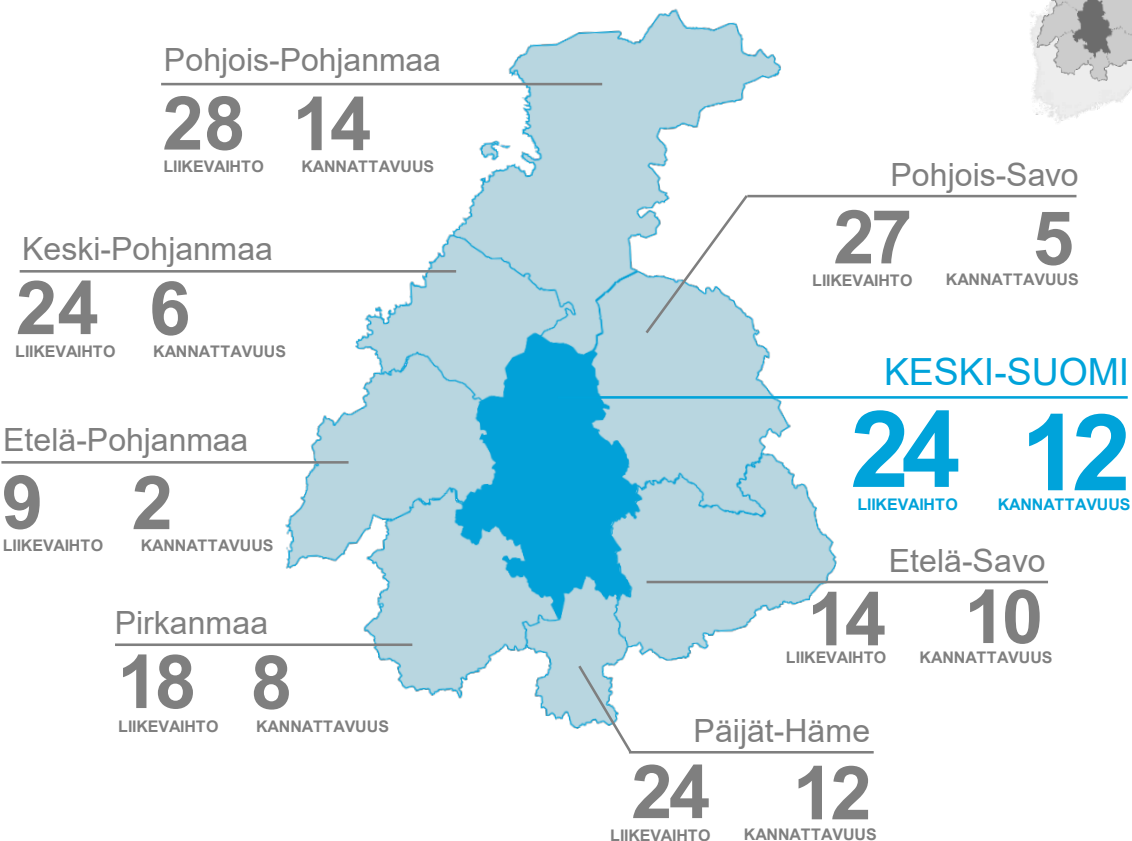 Pohjois-Pohjanmaa
28 14
LIIKEVAIHTO KANNATTAVUUS
Pohjois-Savo
27 5
LIIKEVAIHTO KANNATTAVUUS
Keski-Pohjanmaa
24 6
LIIKEVAIHTO KANNATTAVUUS
KESKI-SUOMI
24 12
LIIKEVAIHTO KANNATTAVUUS
Etelä-Pohjanmaa
9 2
LIIKEVAIHTO KANNATTAVUUS
Etelä-Savo
14 10
LIIKEVAIHTO KANNATTAVUUS
Pirkanmaa
18 8
LIIKEVAIHTO KANNATTAVUUS
Päijät-Häme
24 12
LIIKEVAIHTO KANNATTAVUUS